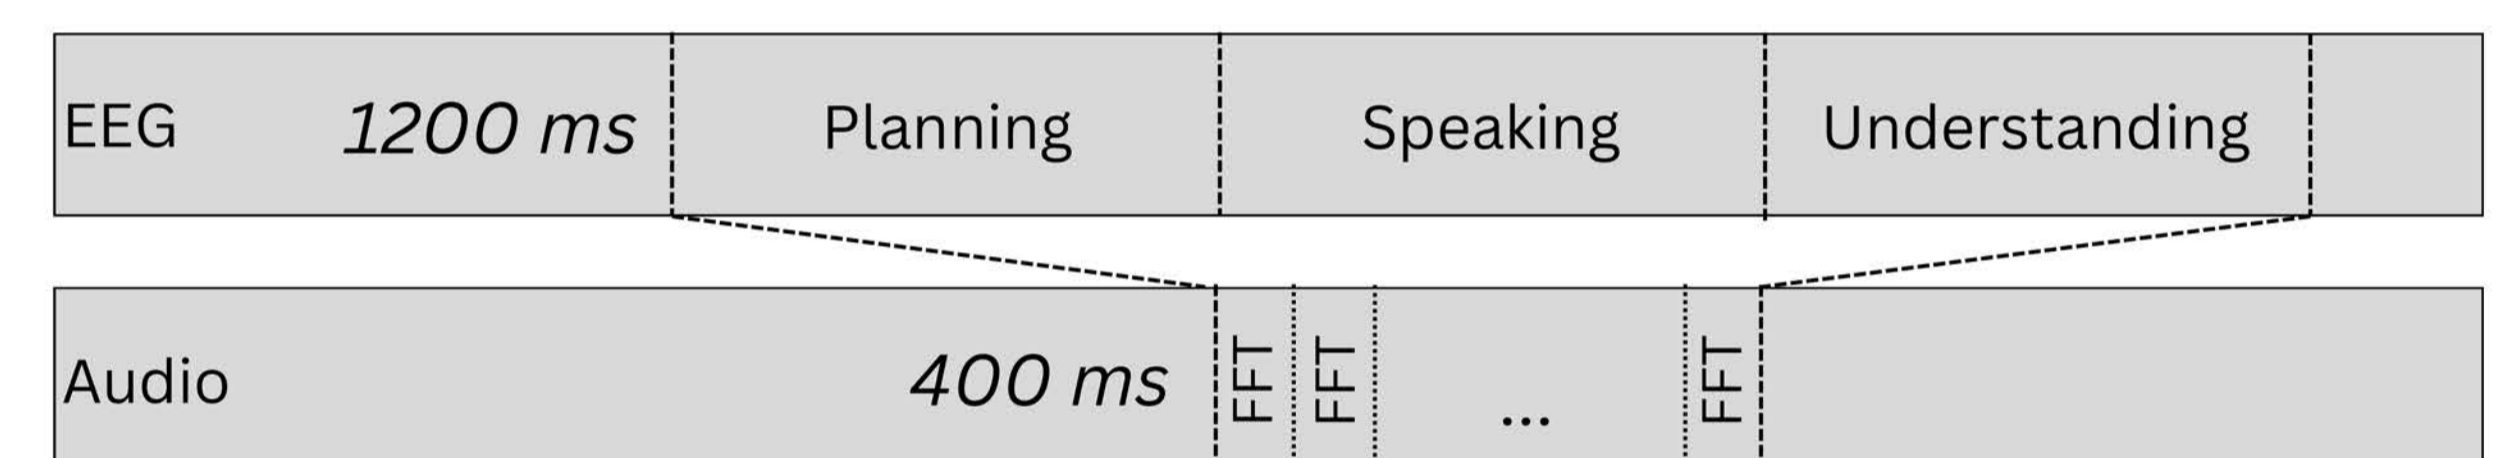 EEG 1200 ms Planning Speaking Understanding
Audio 400 ms FFT FFT ... FFT